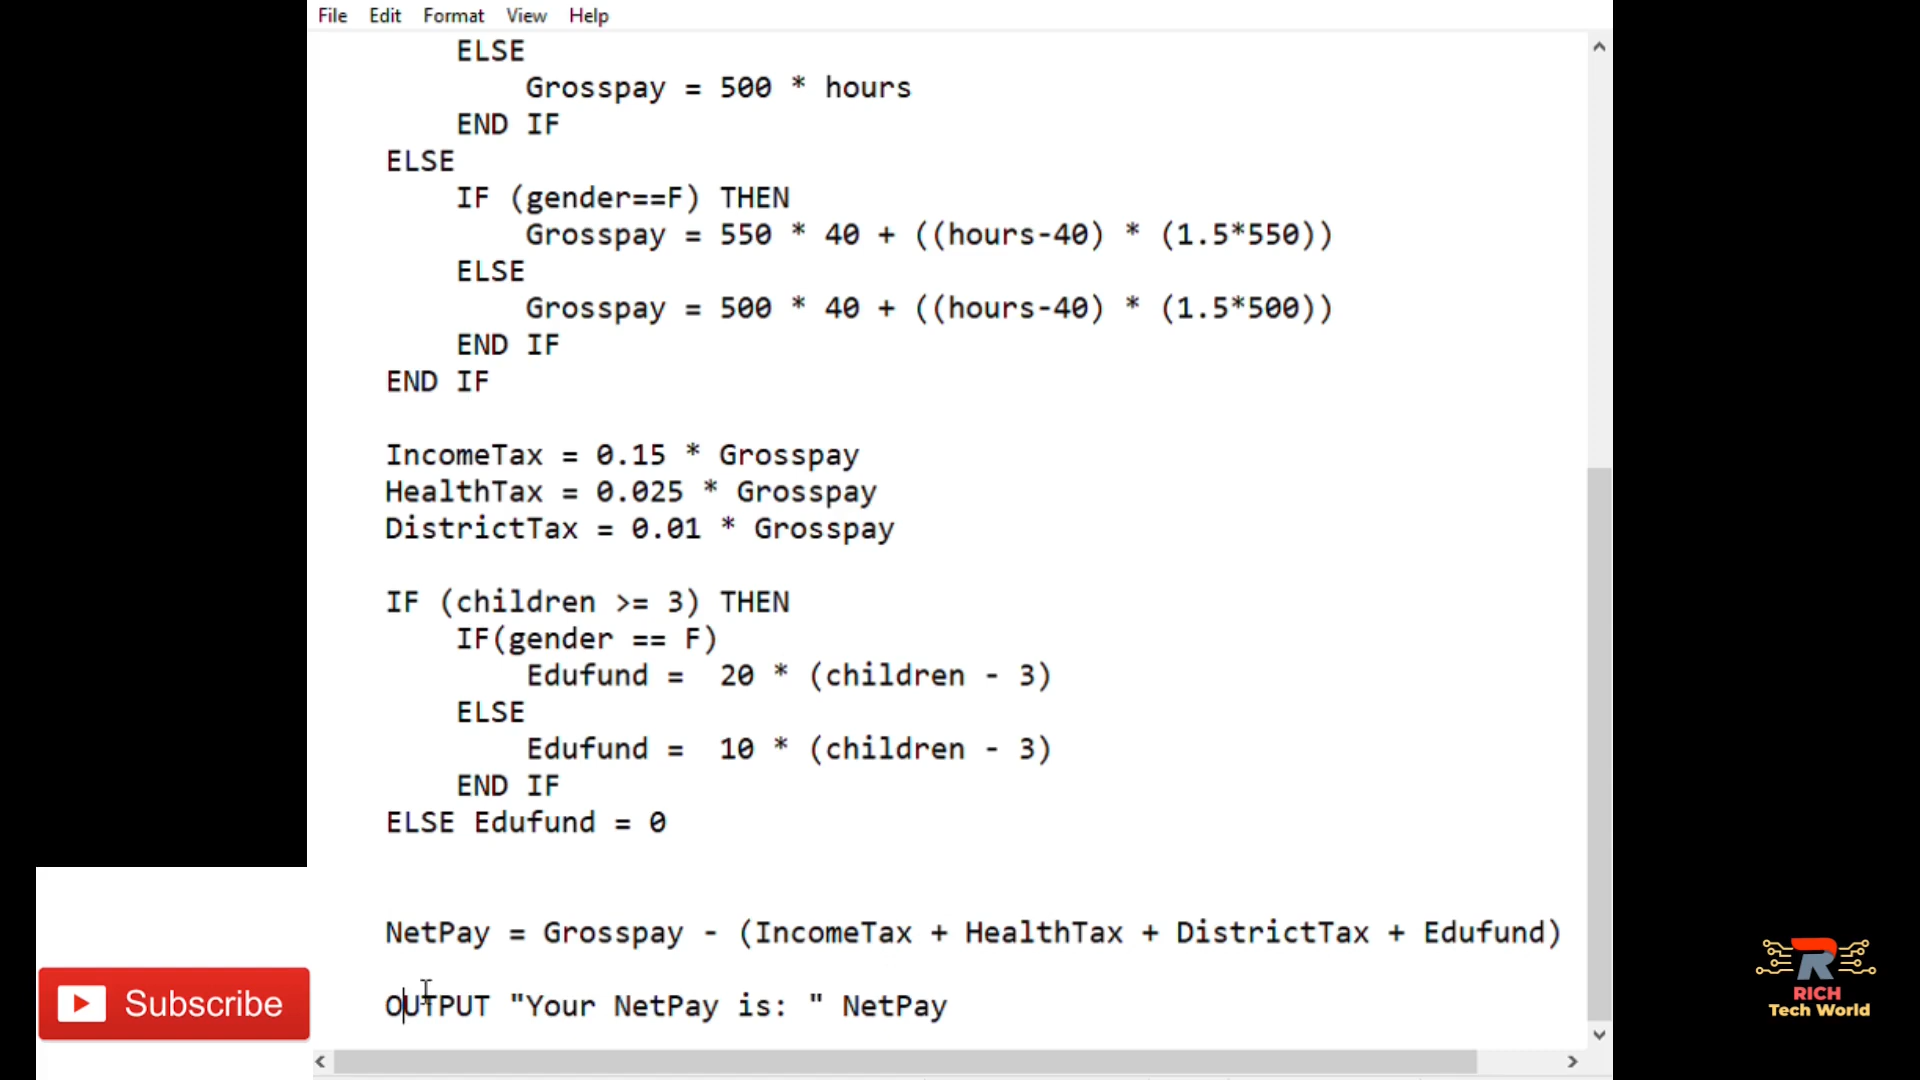 File Edit Format View Help
ELSE
Grosspay = 500 * hours
END IF
ELSE
IF (gender==F) THEN
Grosspay = 550 * 40 + ((hours-40) * (1.5*550))
ELSE
Grosspay = 500 * 40 + ((hours-40) * (1.5*500))
END IF
END IF
IncomeTax = 0.15 * Grosspay
HealthTax = 0.025 * Grosspay
DistrictTax = 0.01 * Grosspay
IF (children >= 3) THEN
IF(gender == F)
Edufund =  20 * (children - 3)
ELSE
Edufund =  10 * (children - 3)
END IF
ELSE Edufund = 0
NetPay = Grosspay - (IncomeTax + HealthTax + DistrictTax + Edufund)
OUTPUT "Your NetPay is: " NetPay
Subscribe
RICH
Tech World